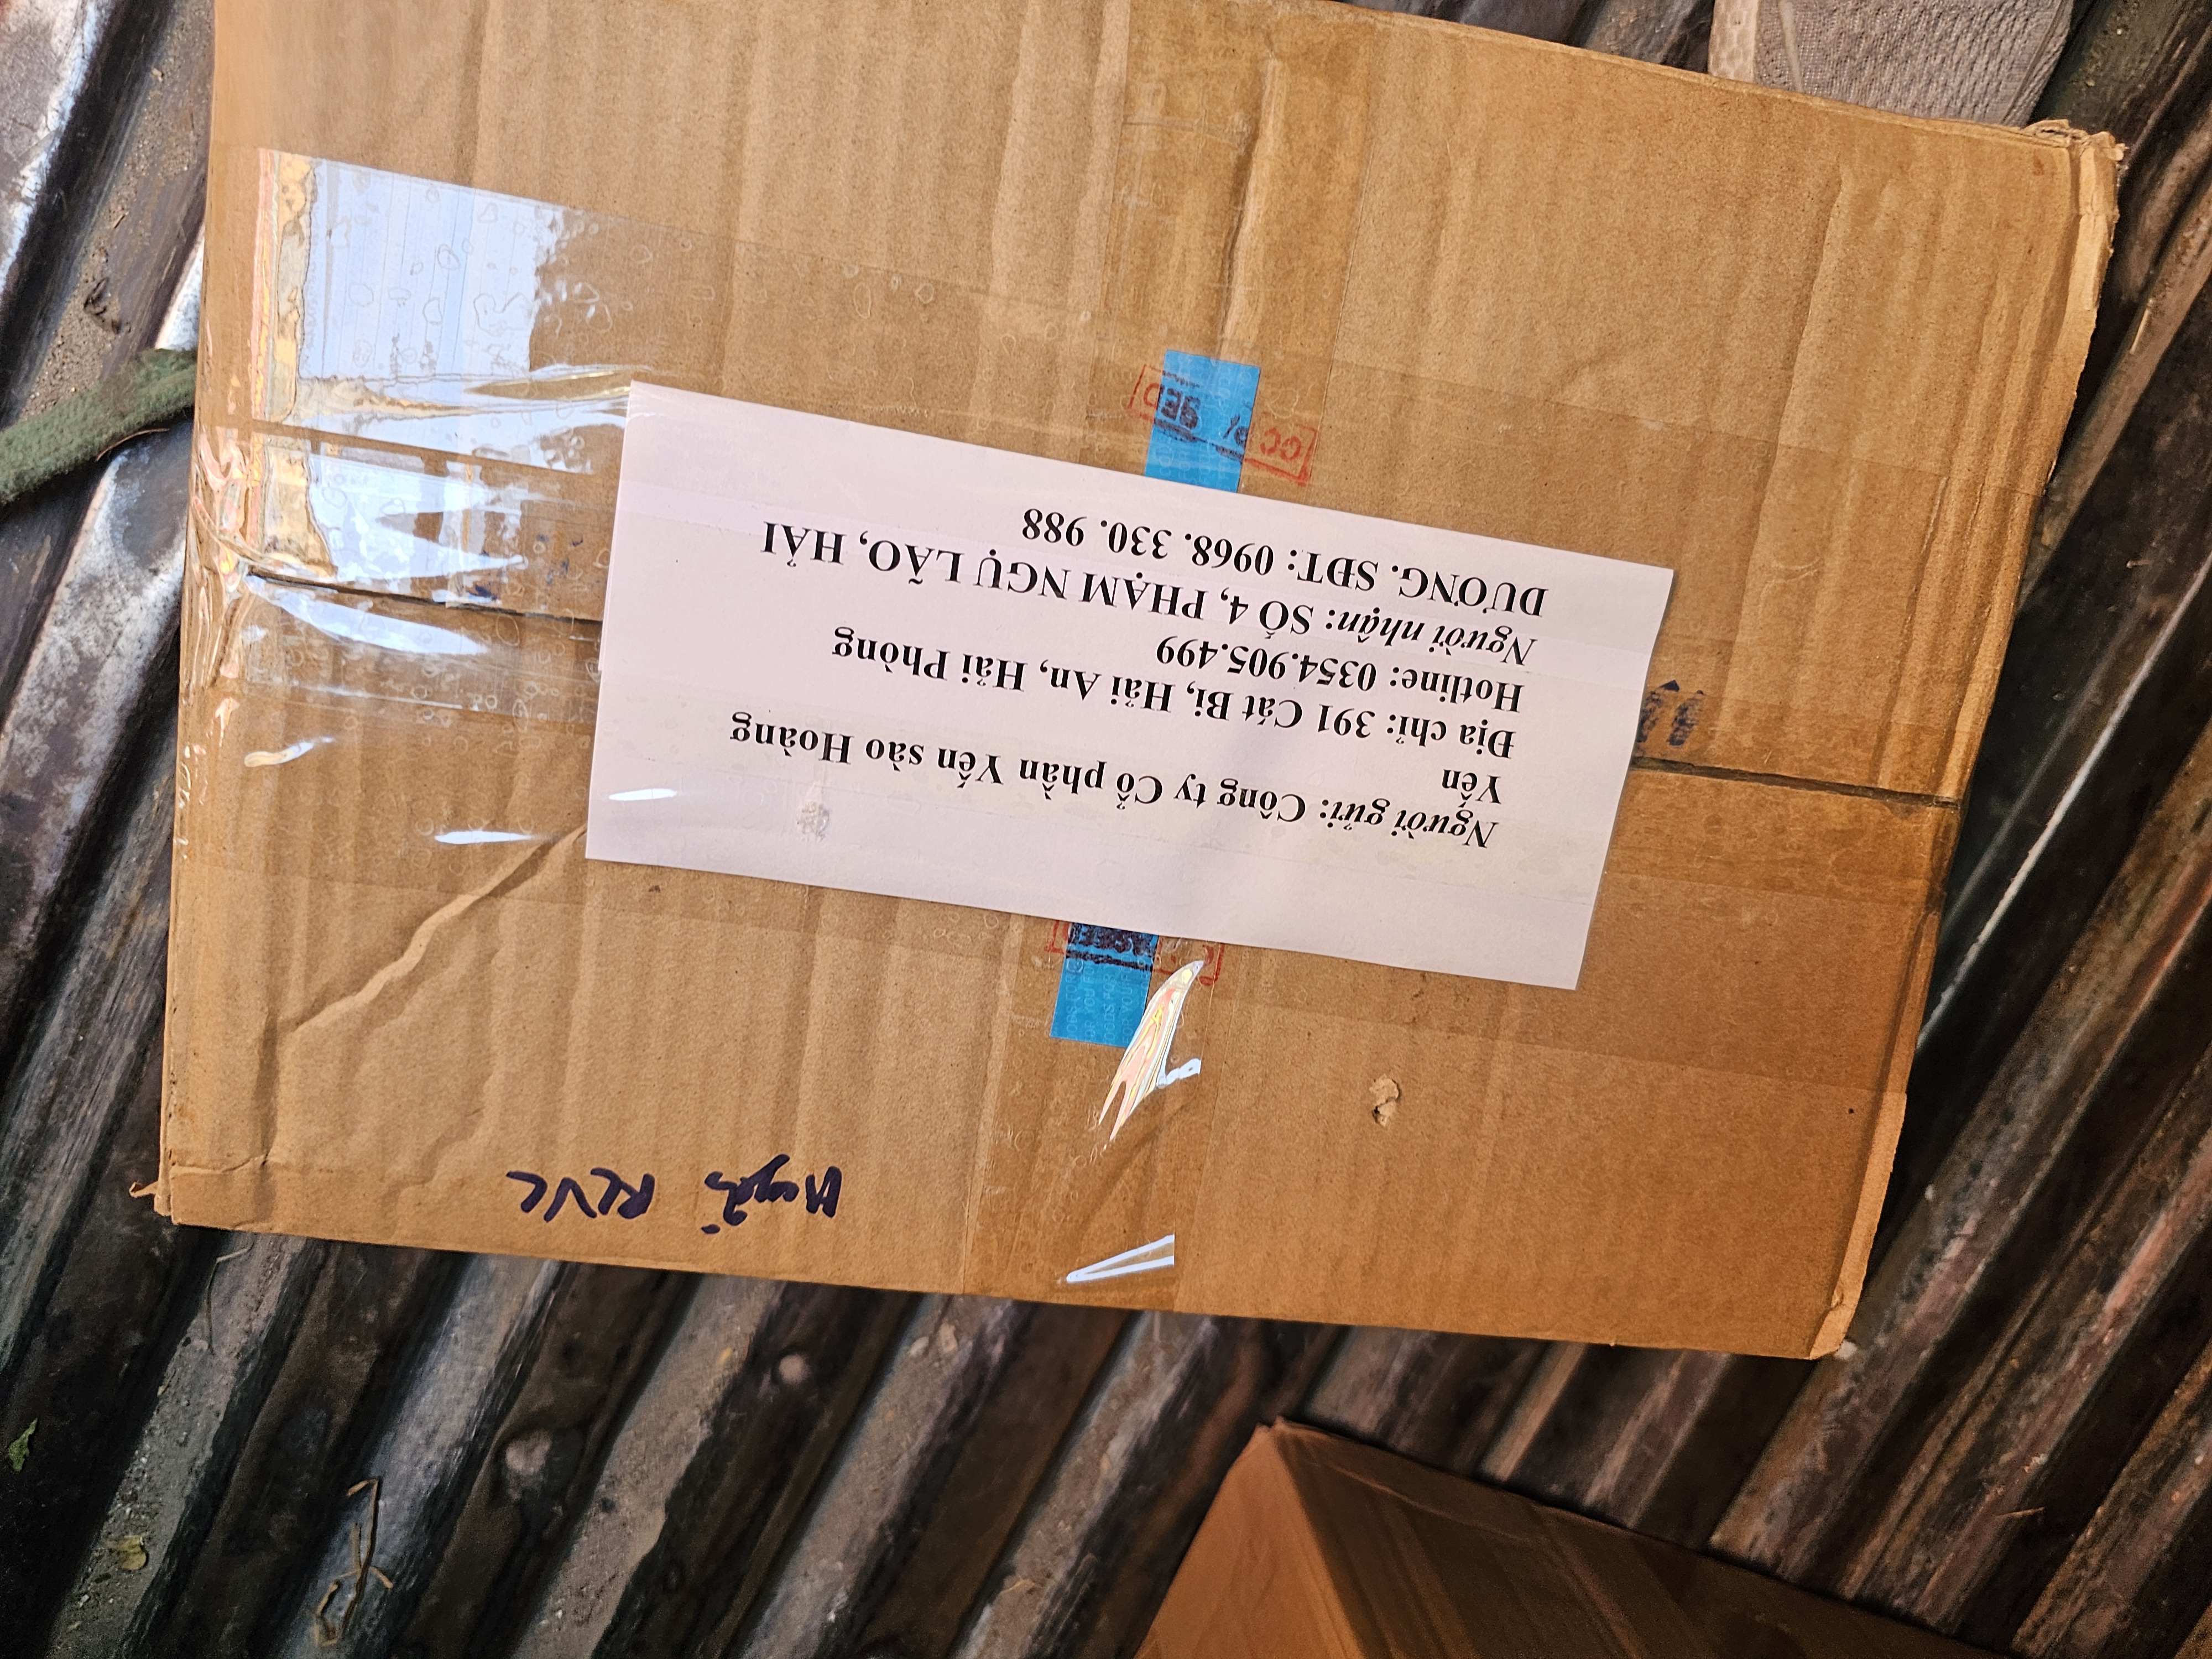 Người gửi: Công ty Cổ phần Yến sào Hoàng
Yến
Địa chỉ: 391 Cát Bi, Hải An, Hải Phòng
Hotline: 0354.905.499
Người nhận: SỐ 4, PHẠM NGỤ LÃO, HẢI
DƯƠNG. SĐT: 0968. 330. 988